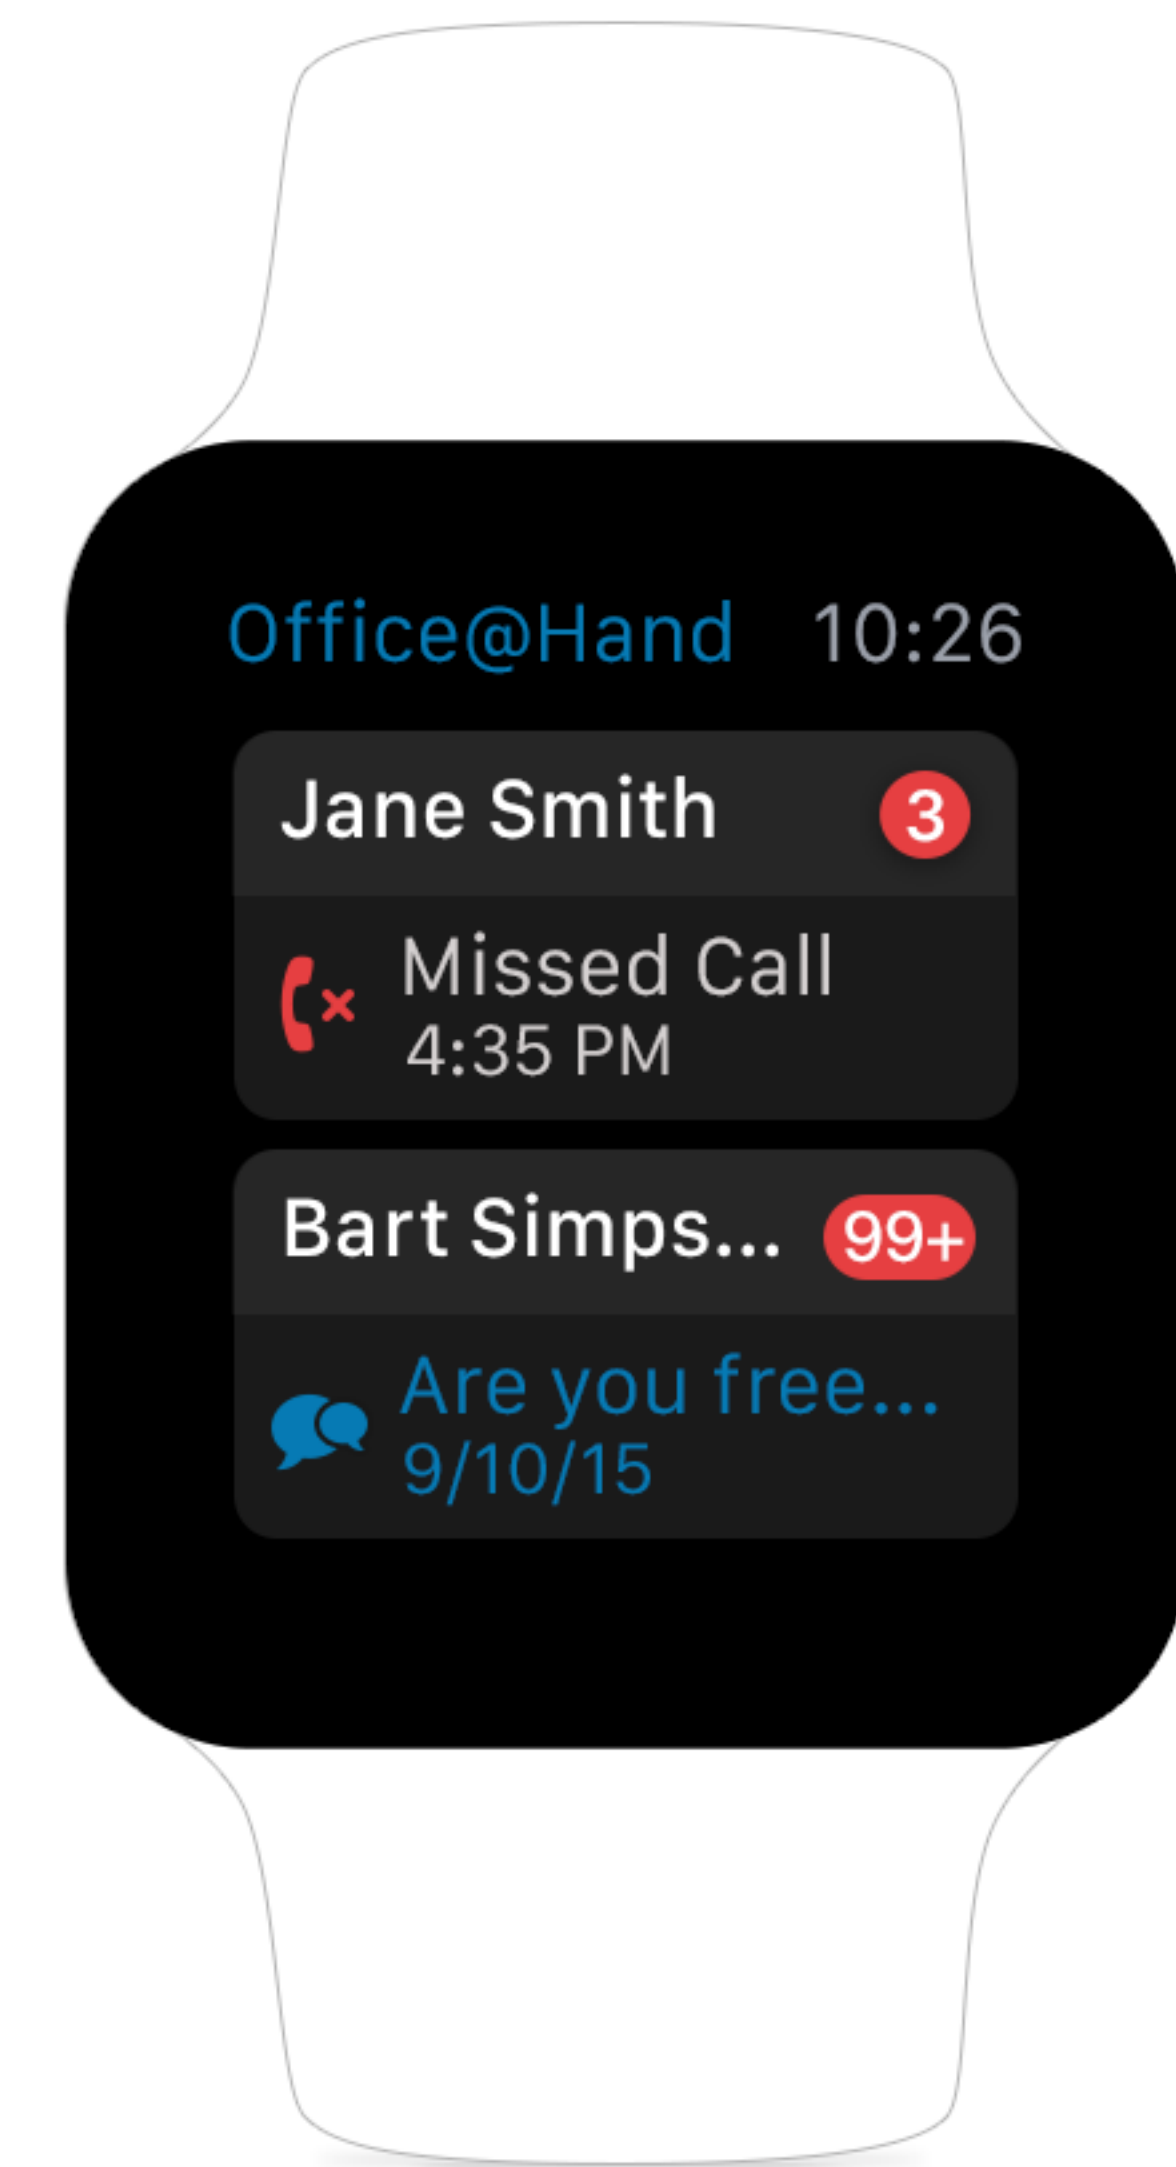 Office@Hand 10:26
Jane Smith 3
Missed Call
4:35 PM
Bart Simps... 99+
Are you free...
9/10/15